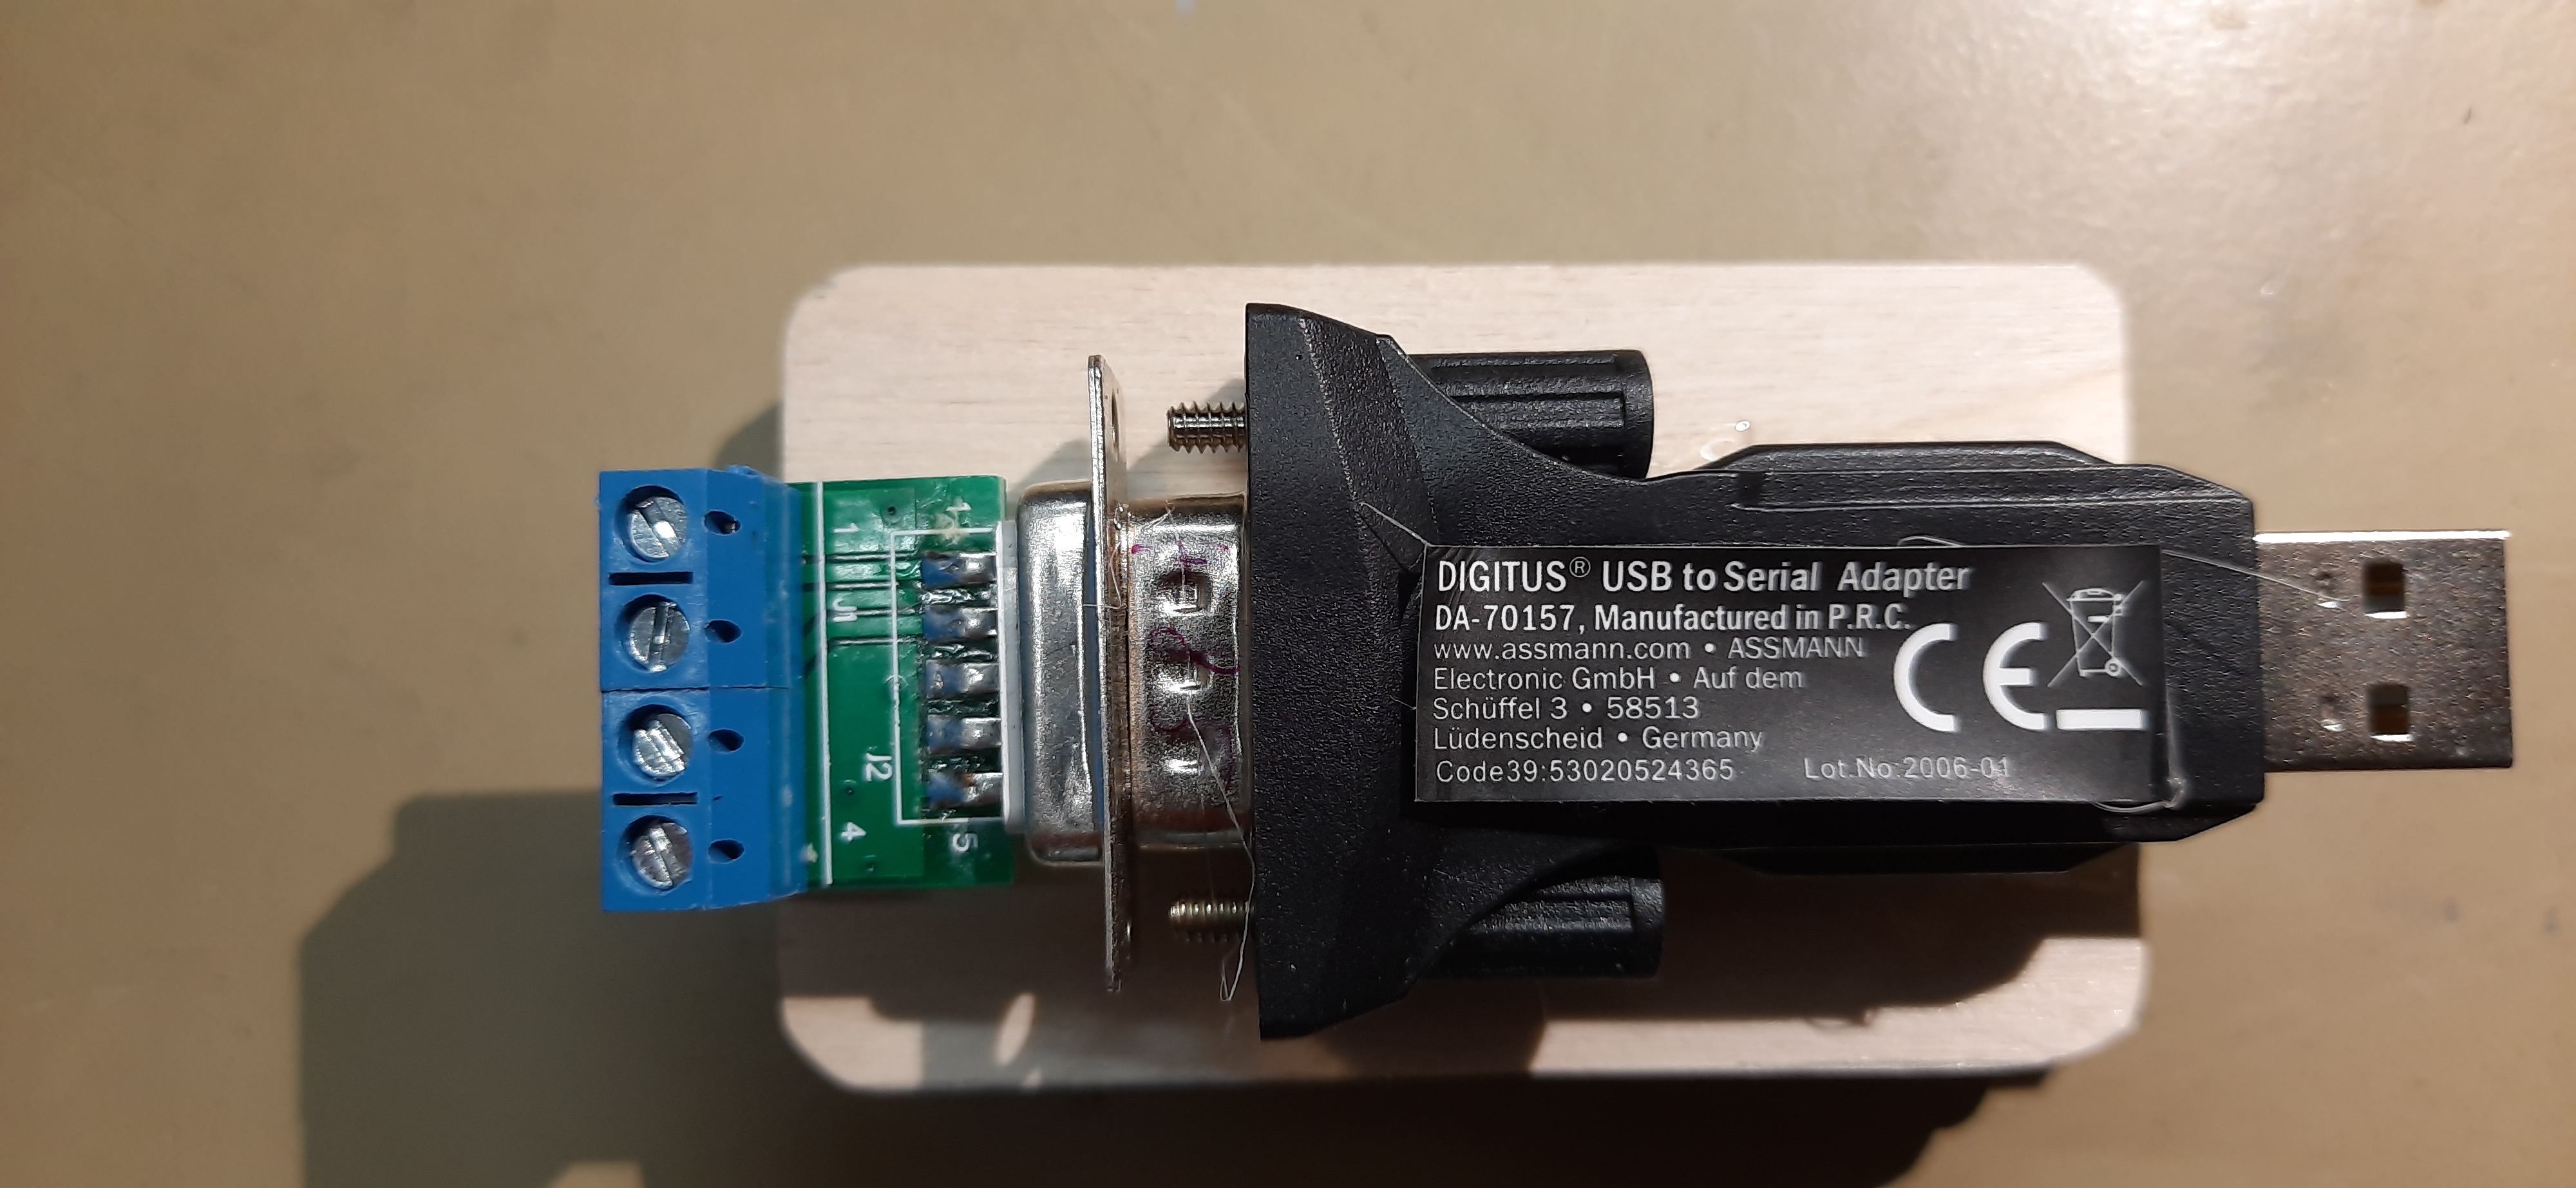 DIGITUS® USB to Serial Adapter
DA-70157, Manufactured in P.R.C.
www.assmann.com • ASSMANN
Electronic GmbH • Auf dem
Schüffel 3 • 58513
Lüdenscheid • Germany
Code39:53020524365 Lot.No:2006-01
CE
1
1
J1
J2
4
5